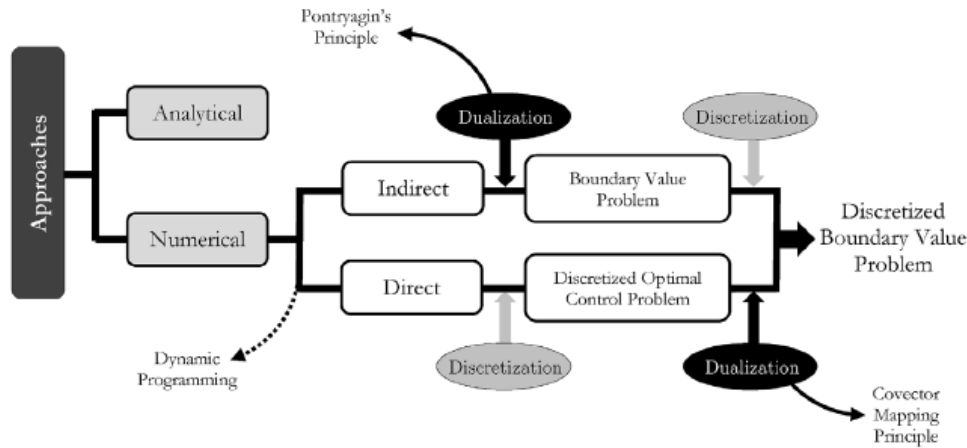 Pontryagin's
Principle
Approaches
Analytical
Dualization
Discretization
Indirect
Boundary Value
Problem
Numerical
Discretized
Boundary Value
Problem
Direct
Discretized Optimal
Control Problem
Dynamic
Programming
Discretization
Dualization
Covector
Mapping
Principle